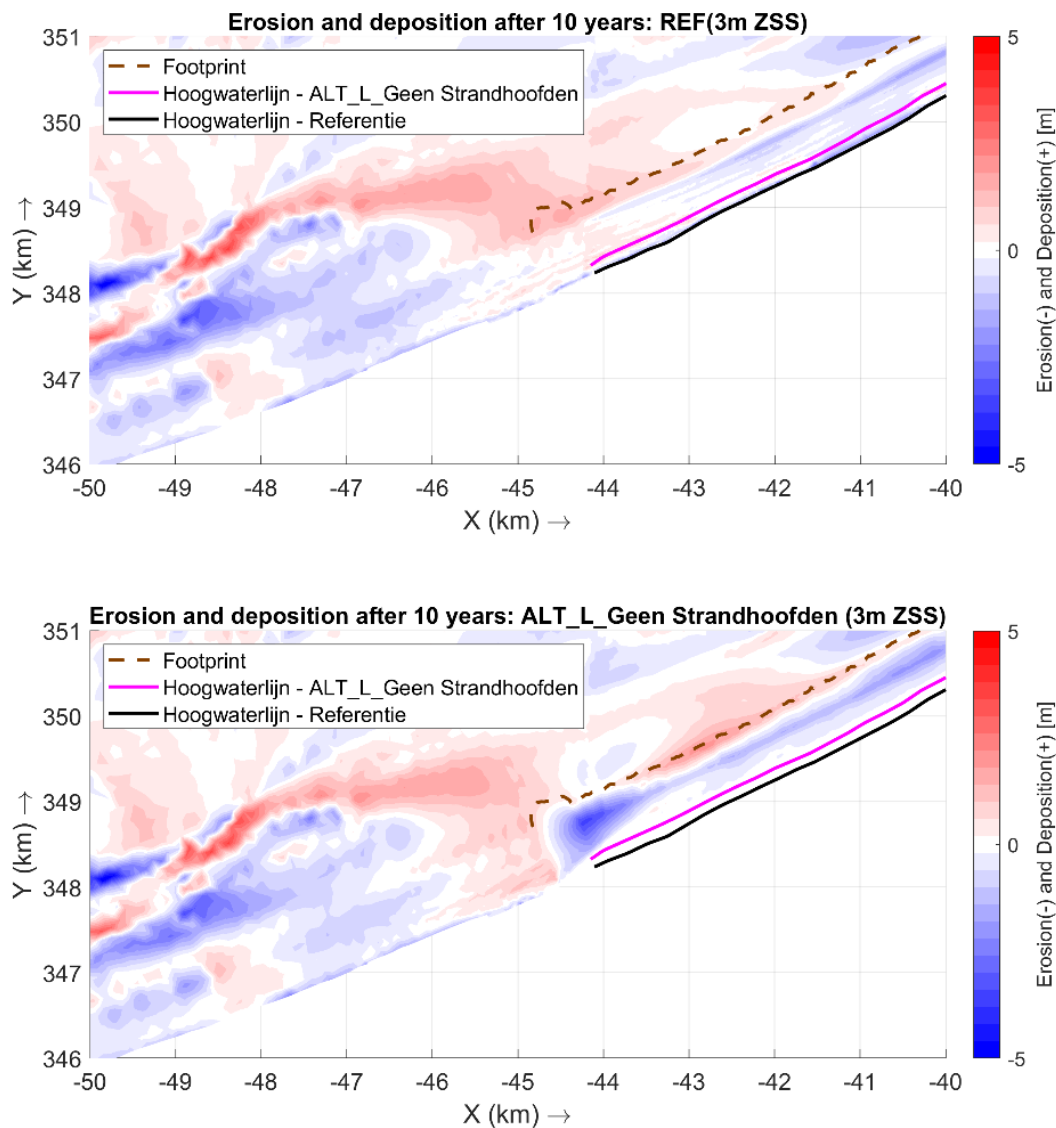 Erosion and deposition after 10 years: REF(3m ZSS)
Footprint
Hoogwaterlijn - ALT_L_Geen Strandhoofden
Hoogwaterlijn - Referentie
351
350
349
348
347
346
Y (km) →
-50 -49 -48 -47 -46 -45 -44 -43 -42 -41 -40
X (km) →
5
0
-5
Erosion(-) and Deposition(+) [m]
Erosion and deposition after 10 years: ALT_L_Geen Strandhoofden (3m ZSS)
Footprint
Hoogwaterlijn - ALT_L_Geen Strandhoofden
Hoogwaterlijn - Referentie
351
350
349
348
347
346
Y (km) →
-50 -49 -48 -47 -46 -45 -44 -43 -42 -41 -40
X (km) →
5
0
-5
Erosion(-) and Deposition(+) [m]